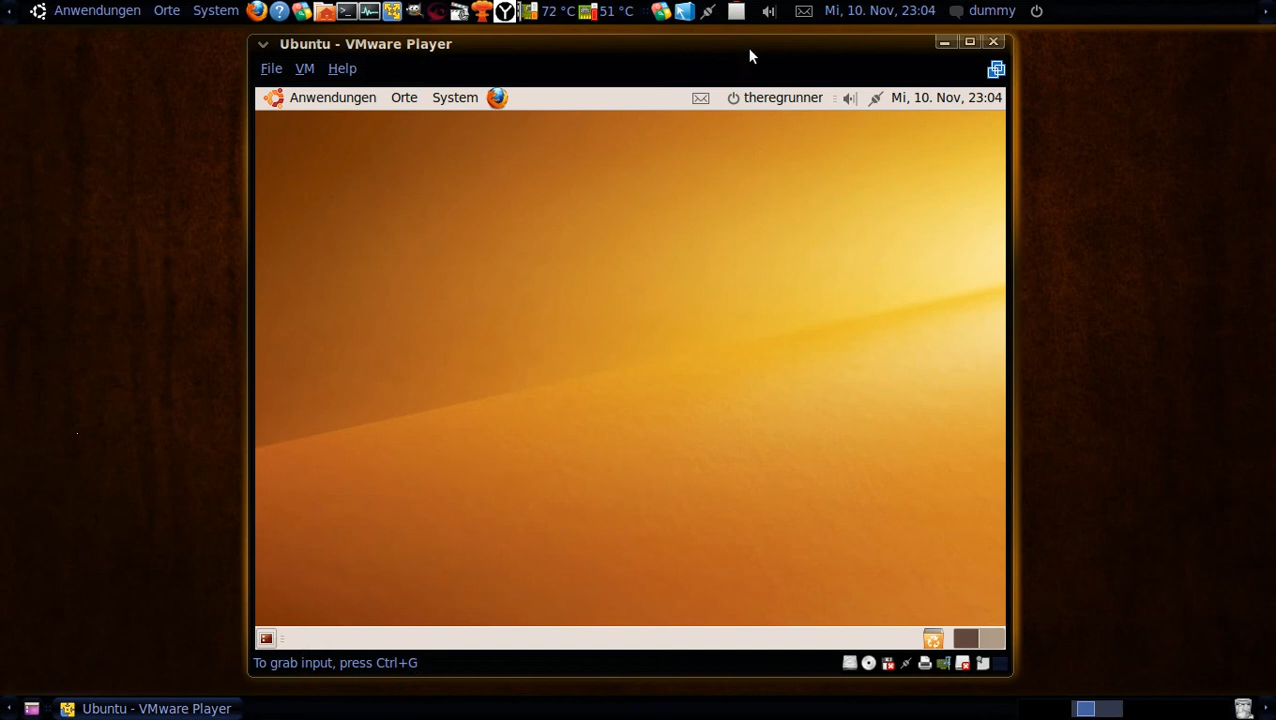 Anwendungen Orte System 72 °C 51 °C Mi, 10. Nov, 23:04 dummy
Ubuntu - VMware Player
File VM Help
Anwendungen Orte System theregrunner Mi, 10. Nov, 23:04
To grab input, press Ctrl+G
Ubuntu - VMware Player